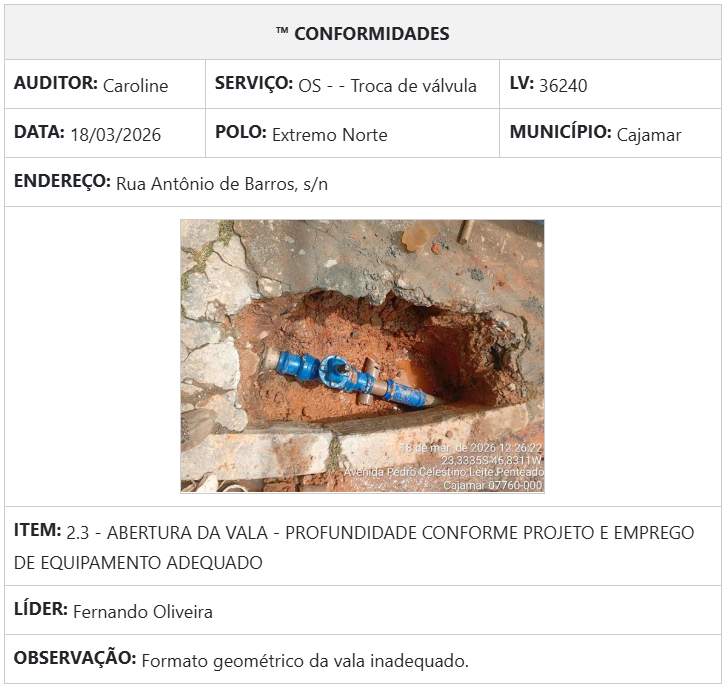 ™ CONFORMIDADES
AUDITOR: Caroline
SERVIÇO: OS - - Troca de válvula
LV: 36240
DATA: 18/03/2026
POLO: Extremo Norte
MUNICÍPIO: Cajamar
ENDEREÇO: Rua Antônio de Barros, s/n
18 de mar. de 2026 12:26:22
23,3335S 46,8311W
Avenida Pedro Celestino Leite Penteado
Cajamar 07760-000
ITEM: 2.3 - ABERTURA DA VALA - PROFUNDIDADE CONFORME PROJETO E EMPREGO
DE EQUIPAMENTO ADEQUADO
LÍDER: Fernando Oliveira
OBSERVAÇÃO: Formato geométrico da vala inadequado.